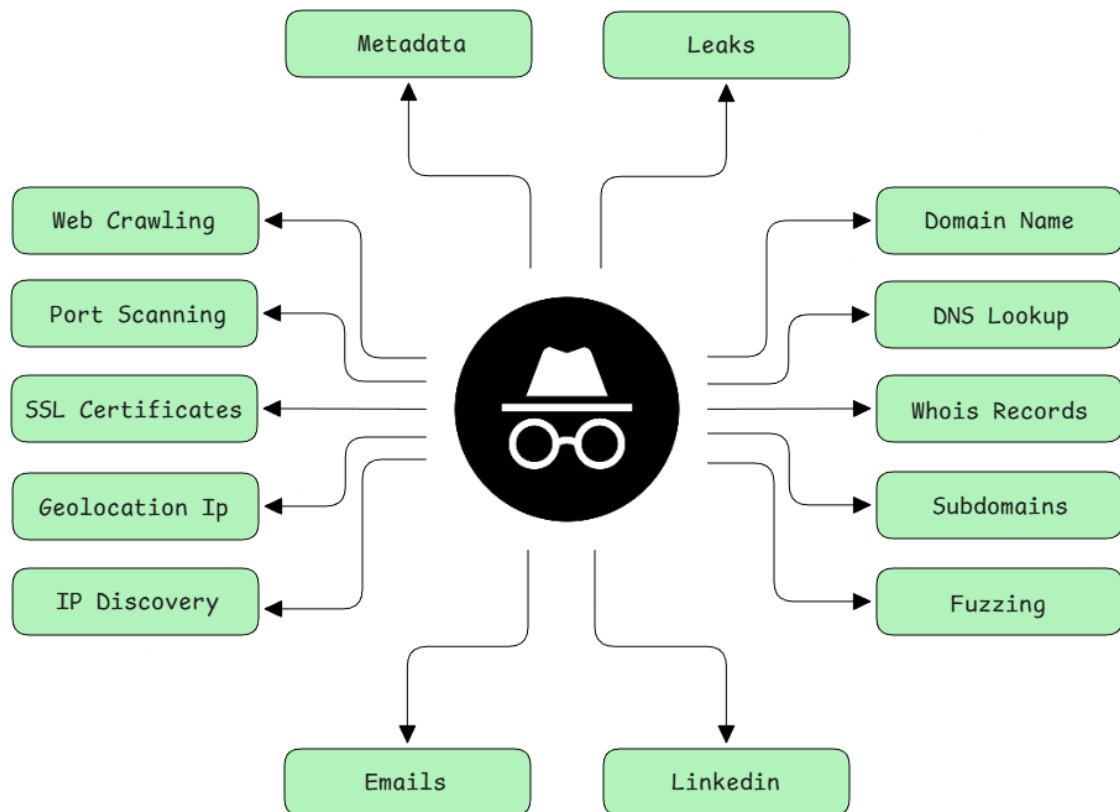 Metadata
Leaks
Web Crawling
Domain Name
Port Scanning
DNS Lookup
SSL Certificates
Whois Records
Geolocation Ip
Subdomains
IP Discovery
Fuzzing
Emails
Linkedin